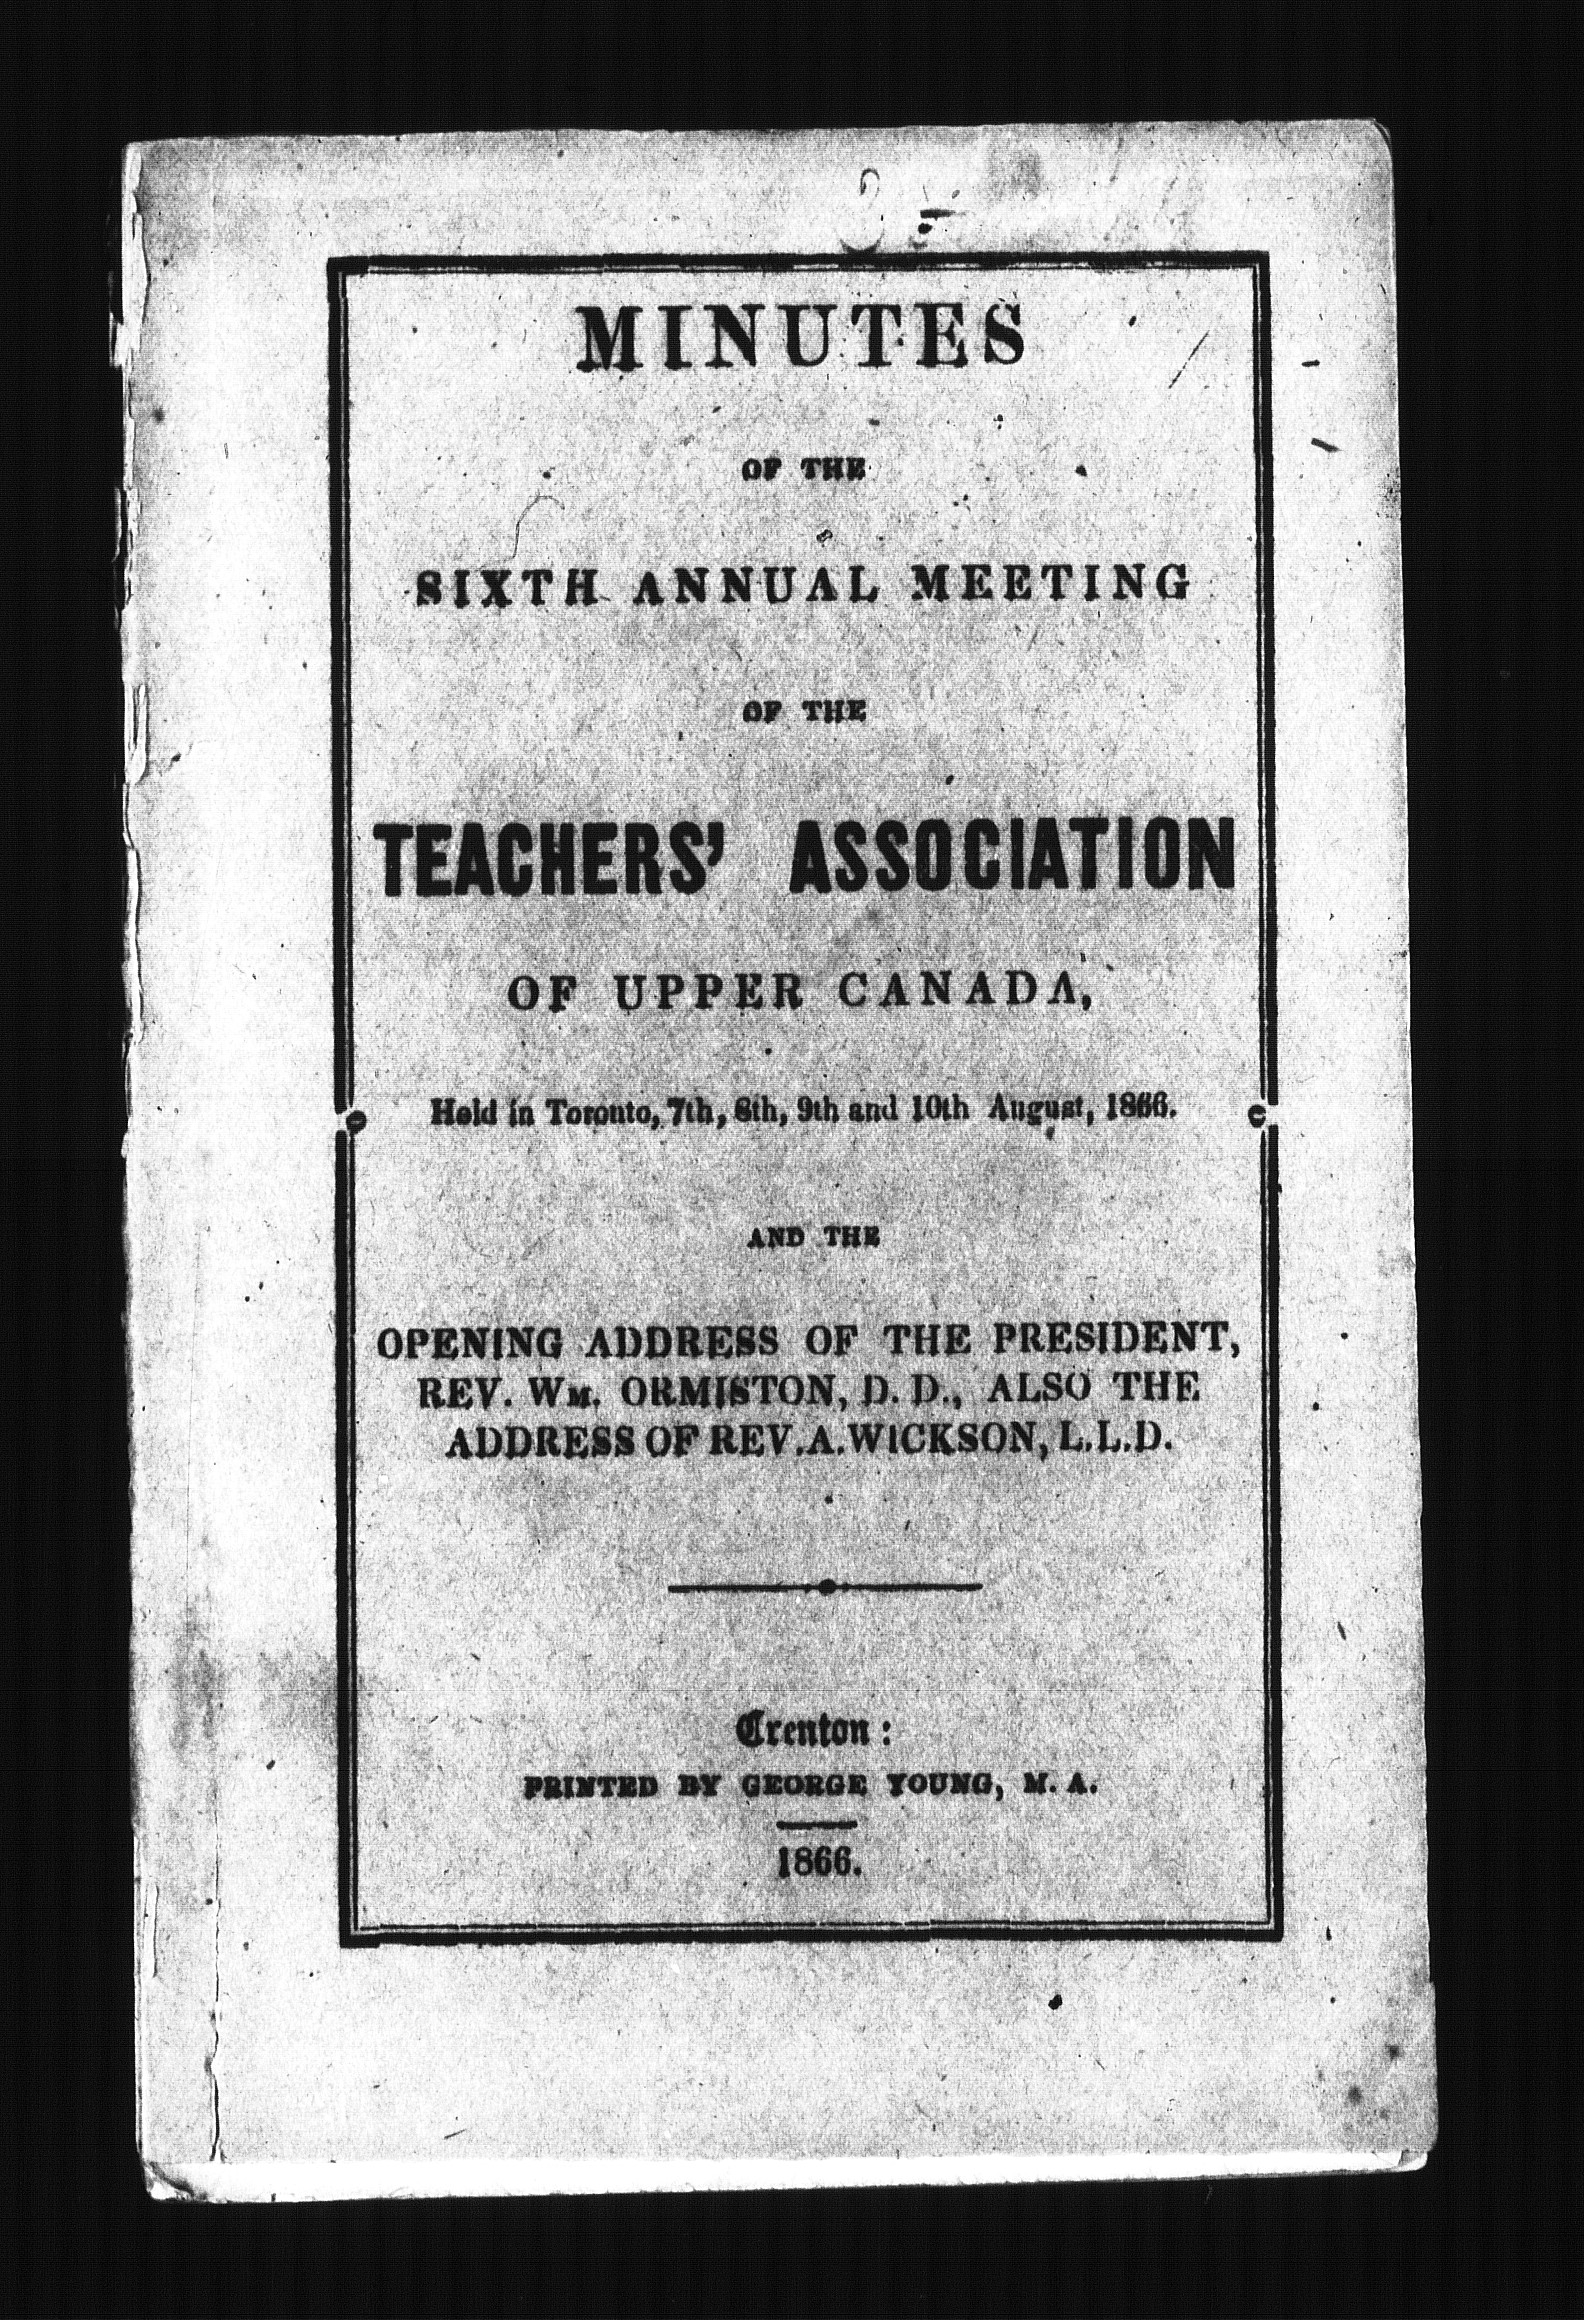 MINUTES
OF THE
SIXTH ANNUAL MEETING
OF THE
TEACHERS' ASSOCIATION
OF UPPER CANADA,
Held in Toronto, 7th, 8th, 9th and 10th August, 1866.
AND THE
OPENING ADDRESS OF THE PRESIDENT,
REV. WM. ORMISTON, D. D., ALSO THE
ADDRESS OF REV. A. WICKSON, L.L.D.
Trenton:
PRINTED BY GEORGE YOUNG, M. A.
1866.